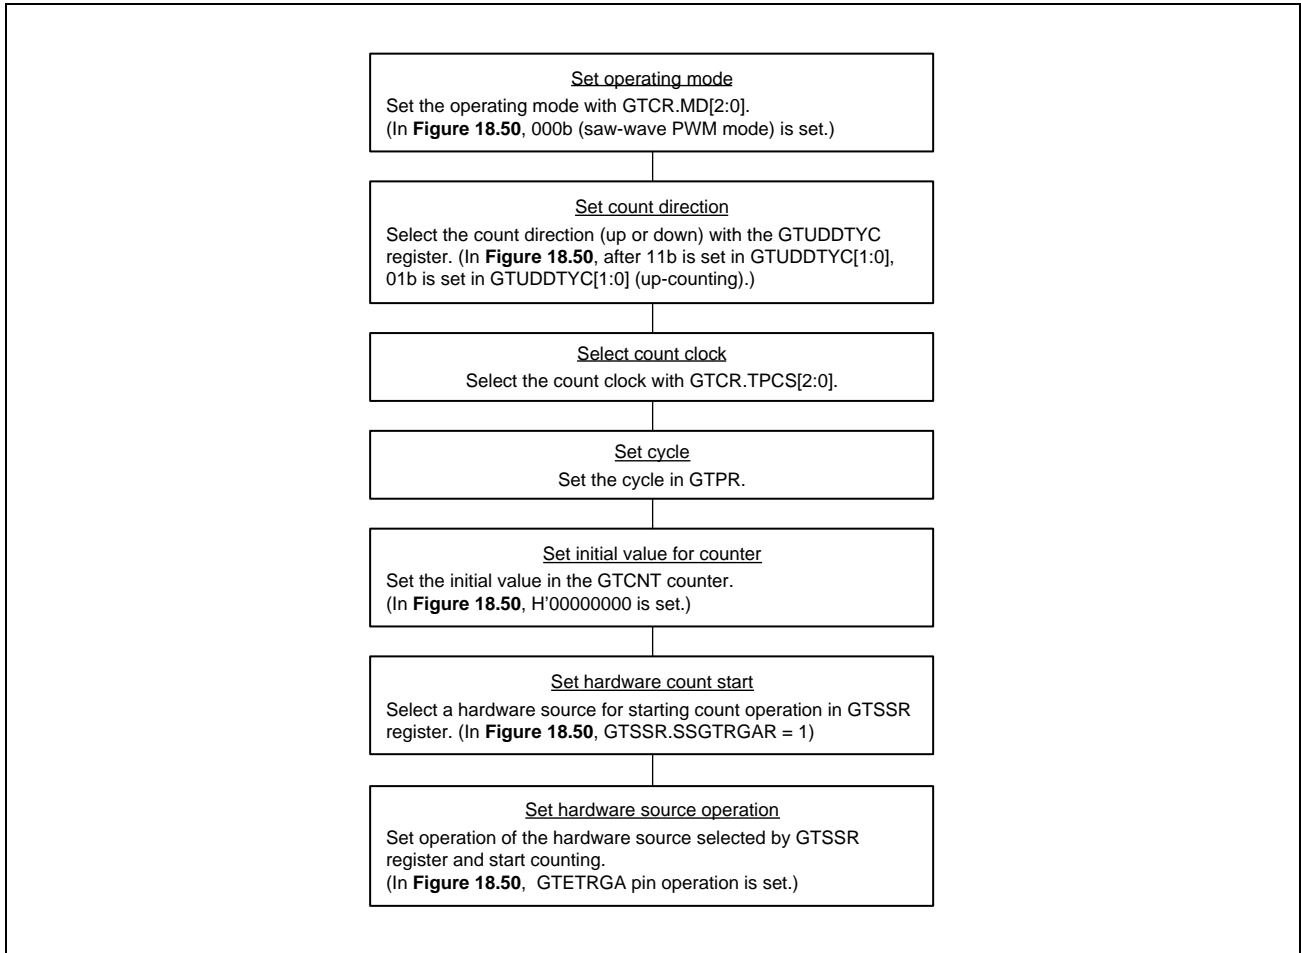 Set operating mode
Set the operating mode with GTCR.MD[2:0].
(In Figure 18.50, 000b (saw-wave PWM mode) is set.)
Set count direction
Select the count direction (up or down) with the GTUDDTYC
register. (In Figure 18.50, after 11b is set in GTUDDTYC[1:0],
01b is set in GTUDDTYC[1:0] (up-counting).)
Select count clock
Select the count clock with GTCR.TPCS[2:0].
Set cycle
Set the cycle in GTPR.
Set initial value for counter
Set the initial value in the GTCNT counter.
(In Figure 18.50, H'00000000 is set.)
Set hardware count start
Select a hardware source for starting count operation in GTSSR
register. (In Figure 18.50, GTSSR.SSGTRGAR = 1)
Set hardware source operation
Set operation of the hardware source selected by GTSSR
register and start counting.
(In Figure 18.50, GTETRGA pin operation is set.)